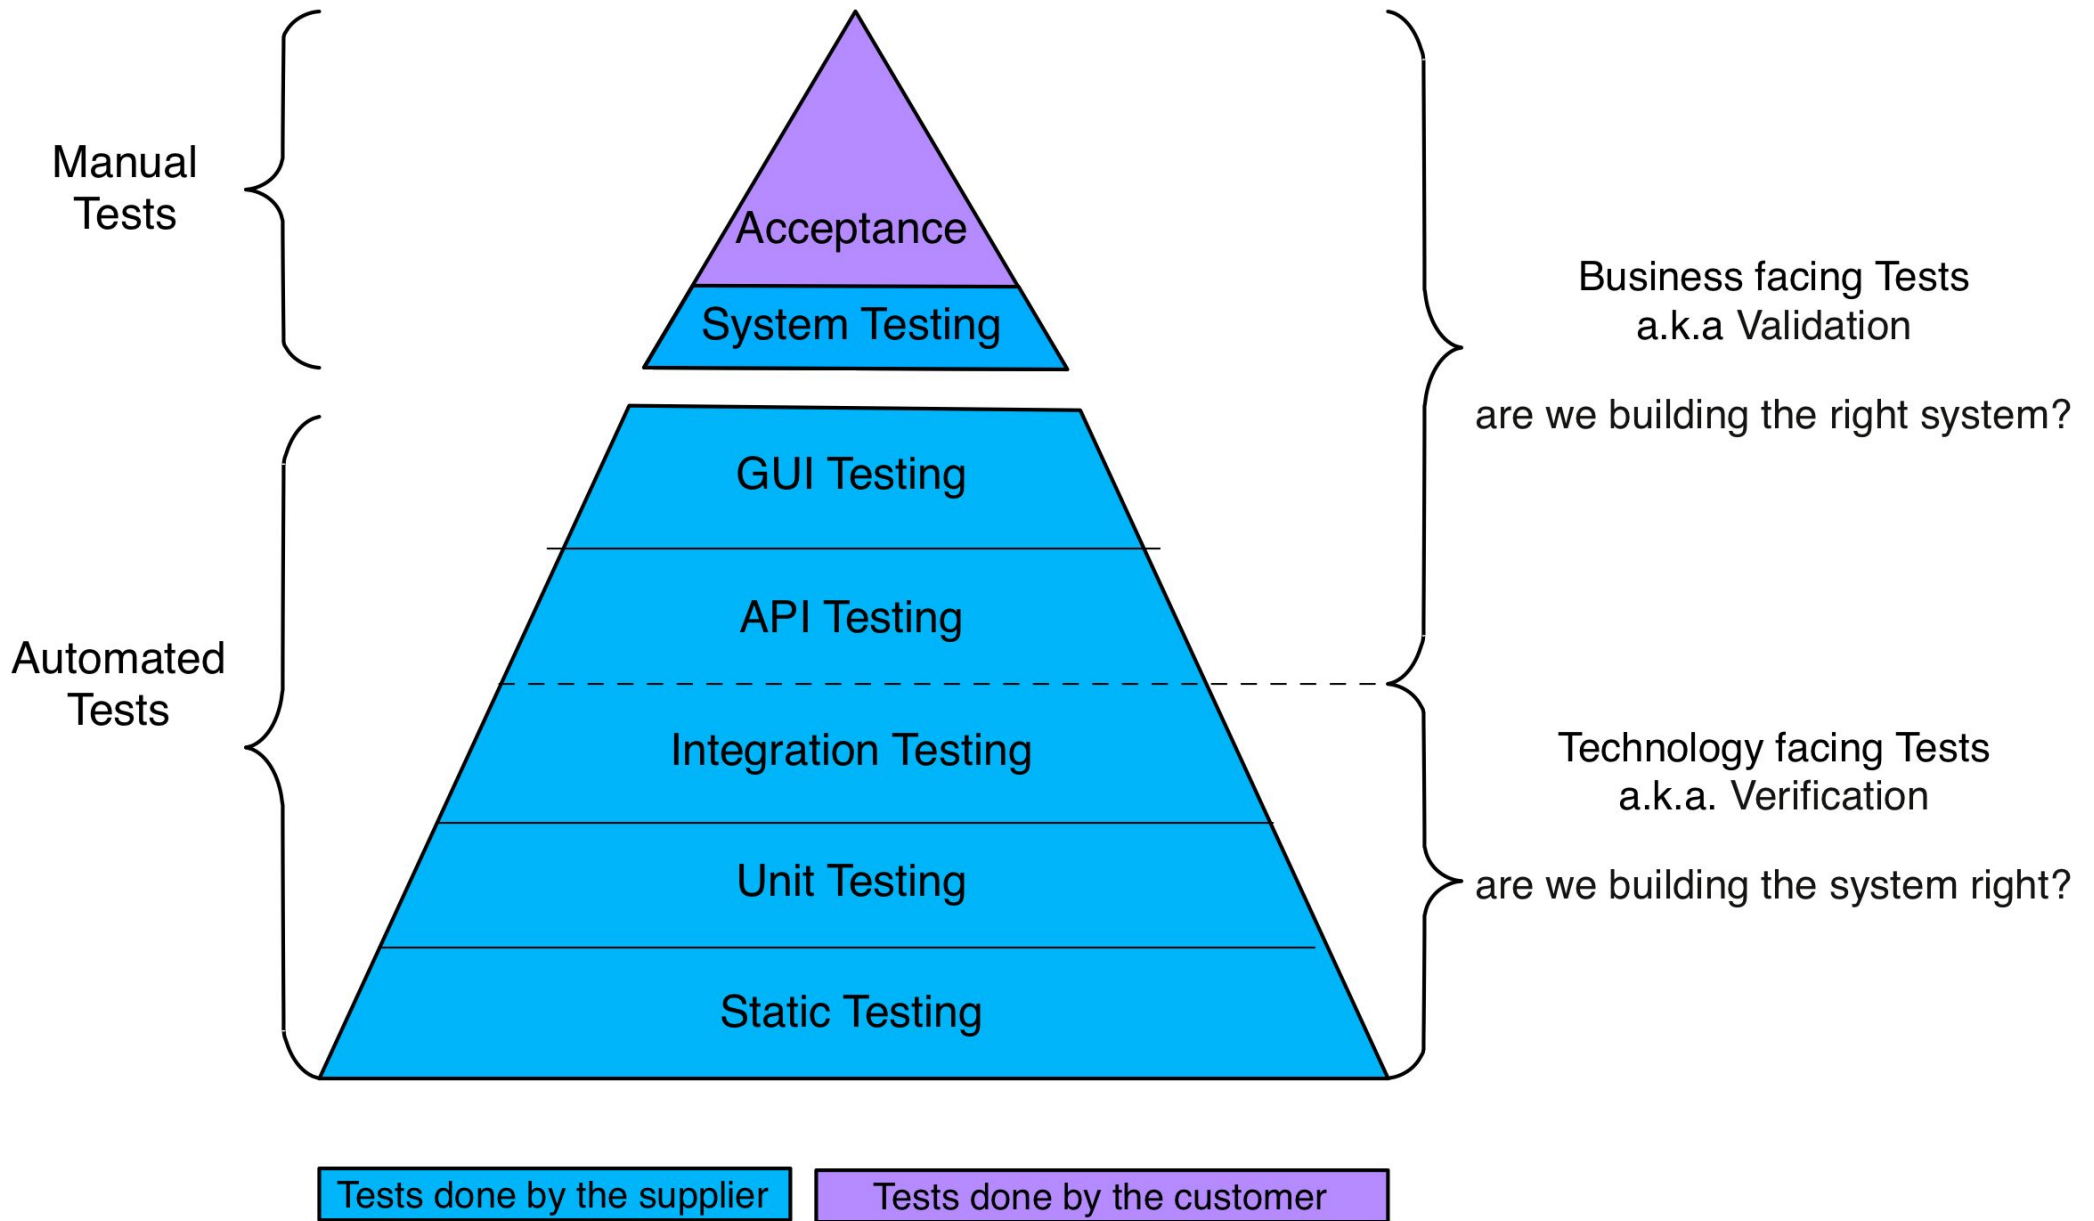 Manual
Tests
Acceptance
System Testing
Business facing Tests
a.k.a Validation
are we building the right system?
GUI Testing
API Testing
Automated
Tests
Integration Testing
Technology facing Tests
a.k.a. Verification
are we building the system right?
Unit Testing
Static Testing
Tests done by the supplier
Tests done by the customer